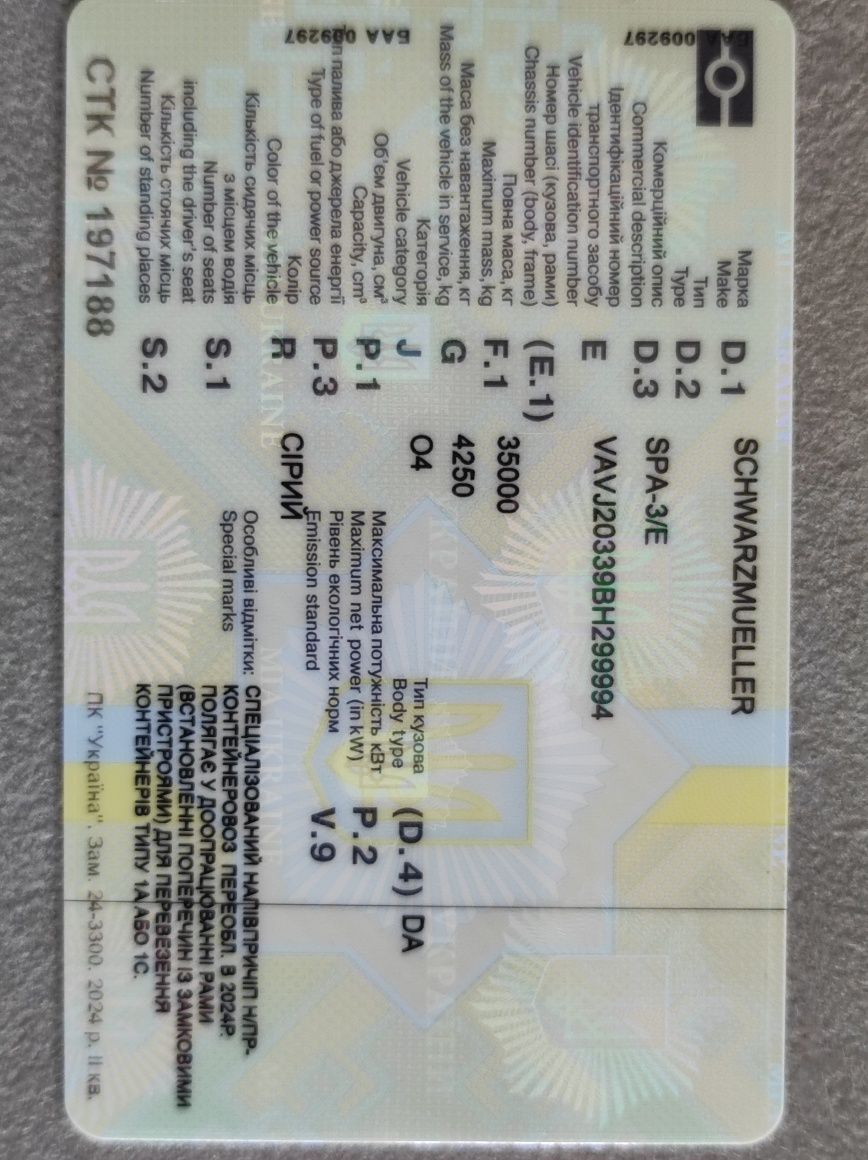 БАА 009297
БАА 009297
Марка
Make
D.1
SCHWARZMUELLER
Тип
Type
D.2
Комерційний опис
Commercial description
D.3
SPA-3/E
Ідентифікаційний номер
транспортного засобу
Vehicle identification number
E
VAVJ20339BH299994
Номер шасі (кузова, рами)
Chassis number (body, frame)
(E.1)
Повна маса, кг
Maximum mass, kg
F.1
35000
Маса без навантаження, кг
Mass of the vehicle in service, kg
G
4250
Категорія
Vehicle category
J
O4
Тип кузова
Body type
(D.4)
DA
Об'єм двигуна, см³
Capacity, cm³
P.1
Максимальна потужність кВт
Maximum net power (in kW)
P.2
Тип палива або джерела енергії
Type of fuel or power source
P.3
Рівень екологічних норм
Emission standard
V.9
Колір
Color of the vehicle
R
СІРИЙ
Кількість сидячих місць
з місцем водія
Number of seats
including the driver's seat
S.1
Кількість стоячих місць
Number of standing places
S.2
Особливі відмітки:
Special marks
СПЕЦІАЛІЗОВАНИЙ НАПІВПРИЧІП Н/ПР-
КОНТЕЙНЕРОВОЗ ПЕРЕОБЛ. В 2024Р.
ПОЛЯГАЄ У ДООПРАЦЮВАННІ РАМИ
(ВСТАНОВЛЕННІ ПОПЕРЕЧИН ІЗ ЗАМКОВИМИ
ПРИСТРОЯМИ) ДЛЯ ПЕРЕВЕЗЕННЯ
КОНТЕЙНЕРІВ ТИПУ 1А АБО 1С.
СТК № 197188
ПК "Україна". Зам. 24-3300. 2024 р. II кв.